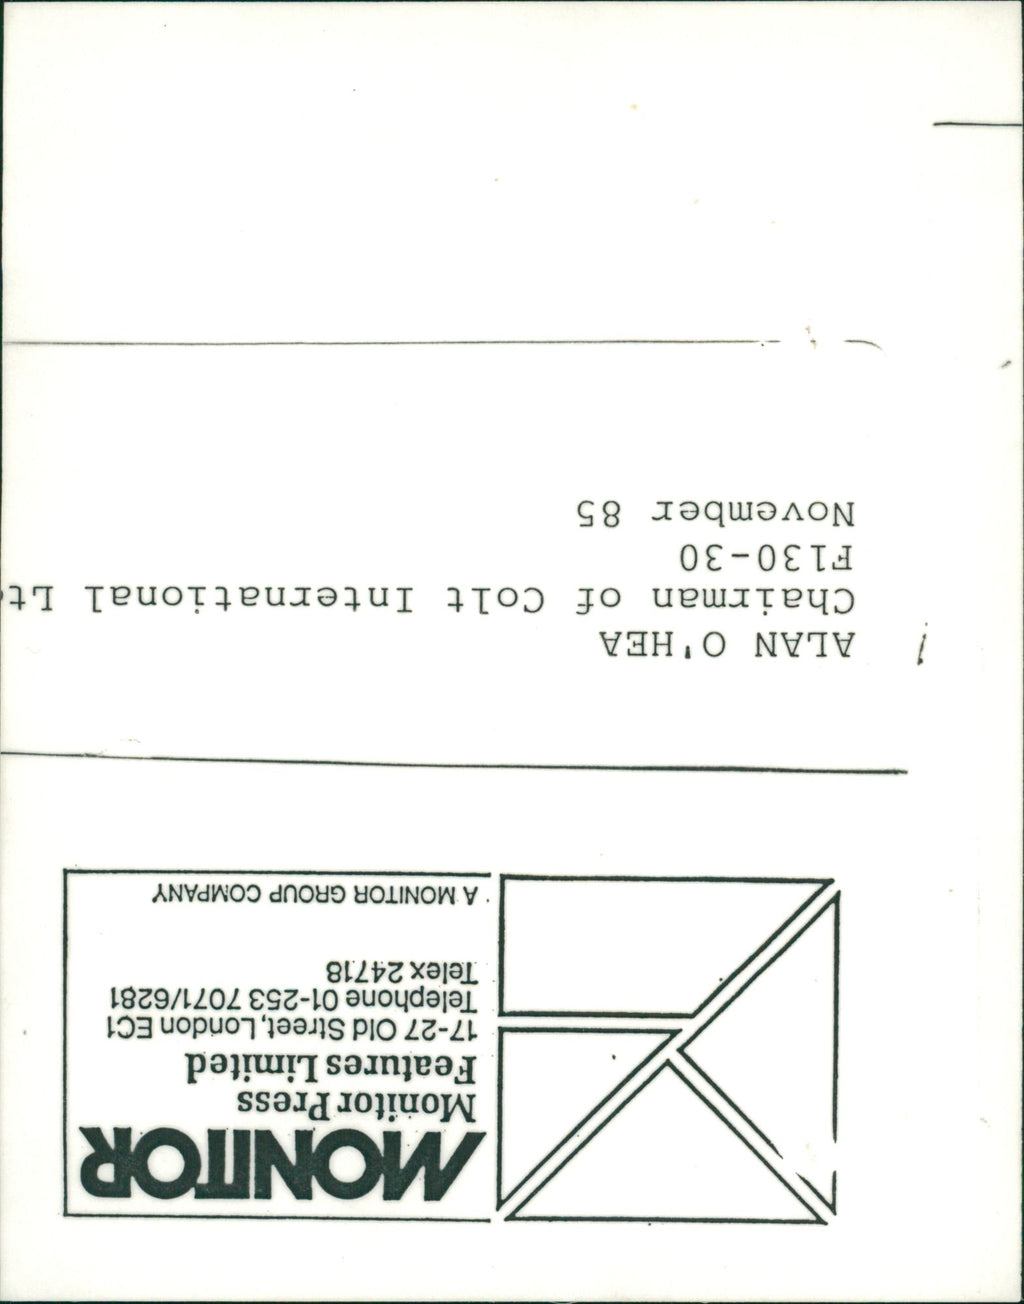 MONITOR
Monitor Press
Features Limited
17-27 Old Street, London EC1
Telephone 01-253 7071/6281
Telex 24718
A MONITOR GROUP COMPANY
ALAN O'HEA
Chairman of Colt International Lt
F130-30
November 85